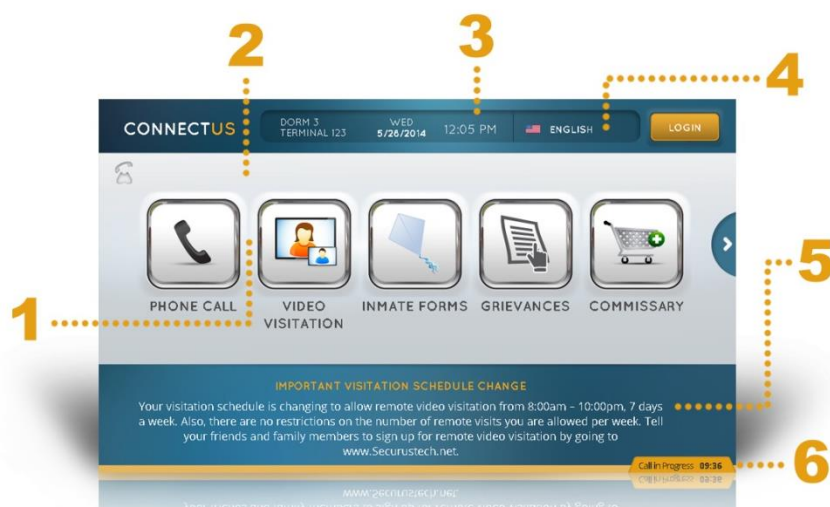 2
3
4
CONNECTUS
DORM 3
TERMINAL 123
WED
5/28/2014
12:05 PM
ENGLISH
LOGIN
PHONE CALL
VIDEO
VISITATION
INMATE FORMS
GRIEVANCES
COMMISSARY
1
5
IMPORTANT VISITATION SCHEDULE CHANGE
Your visitation schedule is changing to allow remote video visitation from 8:00am – 10:00pm, 7 days
a week. Also, there are no restrictions on the number of remote visits you are allowed per week. Tell
your friends and family members to sign up for remote video visitation by going to
www.Securustech.net.
Call in Progress 09:36
6